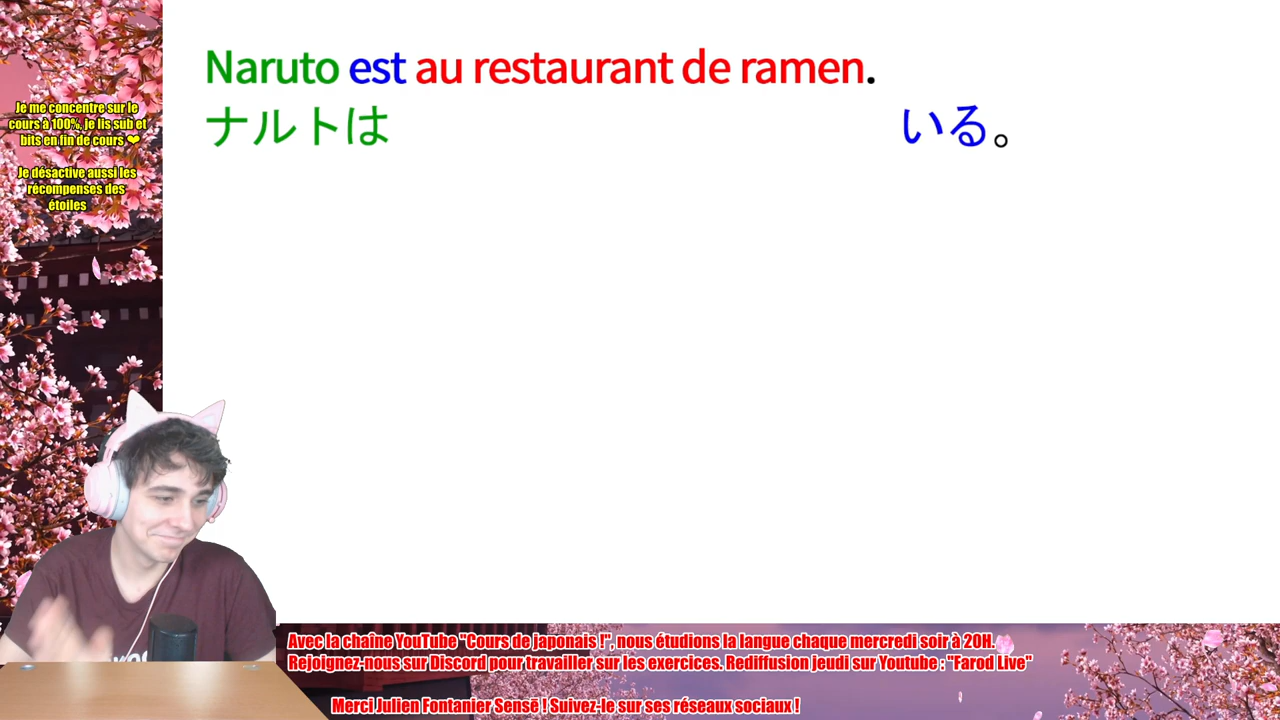 Naruto est au restaurant de ramen.
ナルトは いる。
Je me concentre sur le
cours à 100%, je lis sub et
bits en fin de cours ❤
Je désactive aussi les
récompenses des
étoiles
Avec la chaîne YouTube "Cours de japonais !", nous étudions la langue chaque mercredi soir à 20H.
Rejoignez-nous sur Discord pour travailler sur les exercices. Rediffusion jeudi sur Youtube : "Farod Live"
Merci Julien Fontanier Sensē ! Suivez-le sur ses réseaux sociaux !